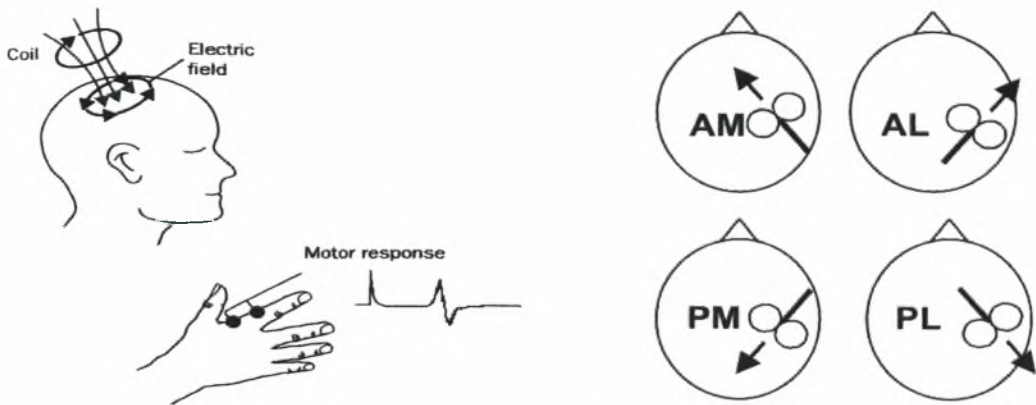 Coil
Electric
field
AM
AL
Motor response
PM
PL